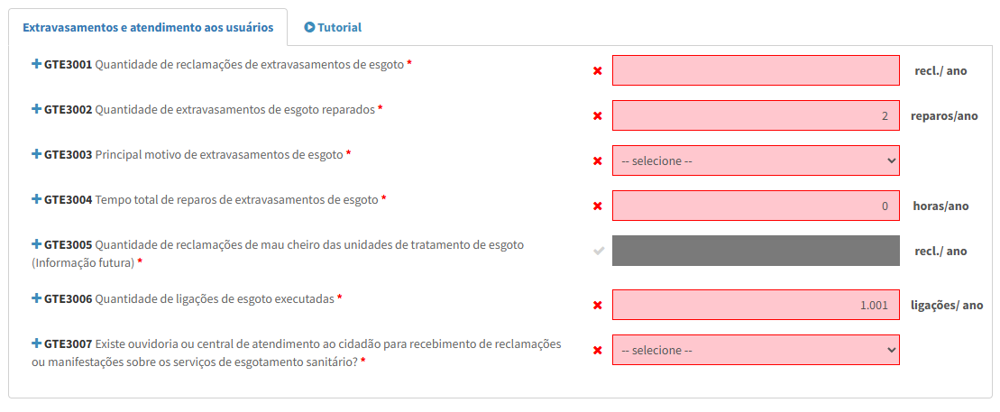 Extravasamentos e atendimento aos usuários
Tutorial
GTE3001 Quantidade de reclamações de extravasamentos de esgoto *
recl./ ano
GTE3002 Quantidade de extravasamentos de esgoto reparados *
2
reparos/ano
GTE3003 Principal motivo de extravasamentos de esgoto *
-- selecione --
GTE3004 Tempo total de reparos de extravasamentos de esgoto *
0
horas/ano
GTE3005 Quantidade de reclamações de mau cheiro das unidades de tratamento de esgoto
(Informação futura) *
recl./ ano
GTE3006 Quantidade de ligações de esgoto executadas *
1.001
ligações/ ano
GTE3007 Existe ouvidoria ou central de atendimento ao cidadão para recebimento de reclamações
ou manifestações sobre os serviços de esgotamento sanitário? *
-- selecione --